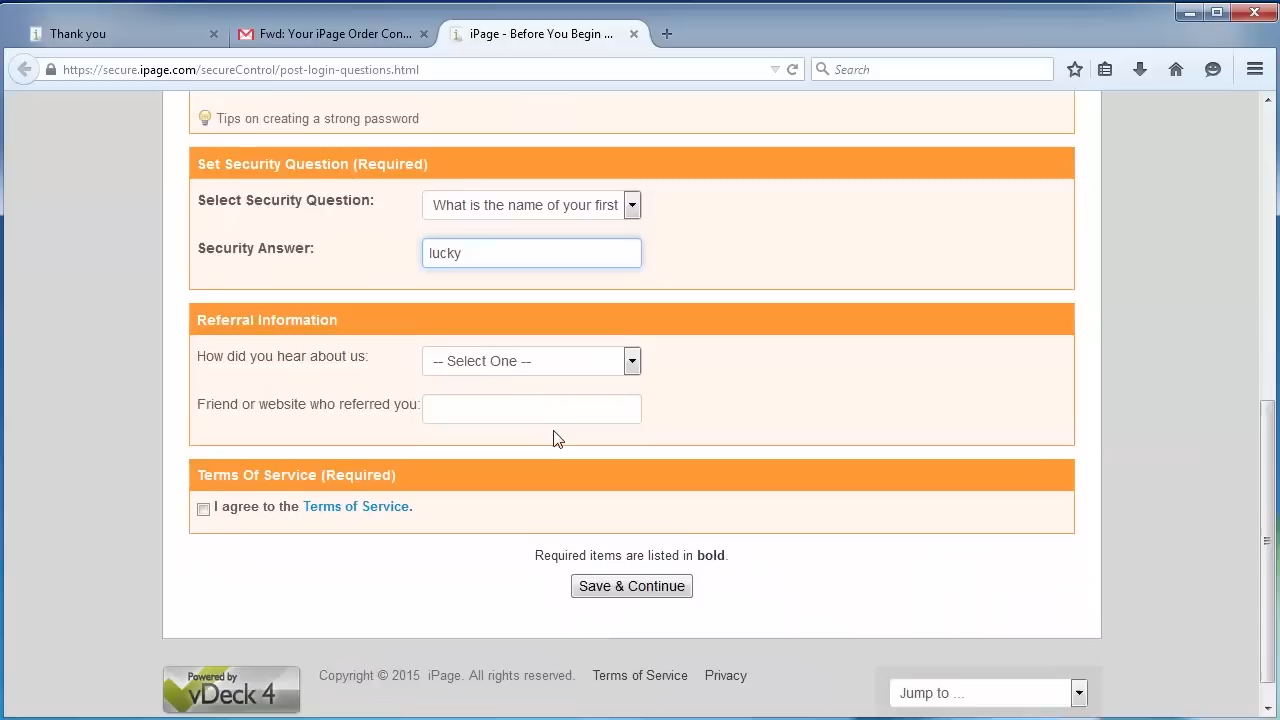 Thank you
Fwd: Your iPage Order Con...
iPage - Before You Begin ...
https://secure.ipage.com/secureControl/post-login-questions.html
Search
Tips on creating a strong password
Set Security Question (Required)
Select Security Question:
What is the name of your first
Security Answer:
lucky
Referral Information
How did you hear about us:
-- Select One --
Friend or website who referred you:
Terms Of Service (Required)
I agree to the Terms of Service.
Required items are listed in bold.
Save & Continue
Powered by
vDeck 4
Copyright © 2015 iPage. All rights reserved.
Terms of Service
Privacy
Jump to ...